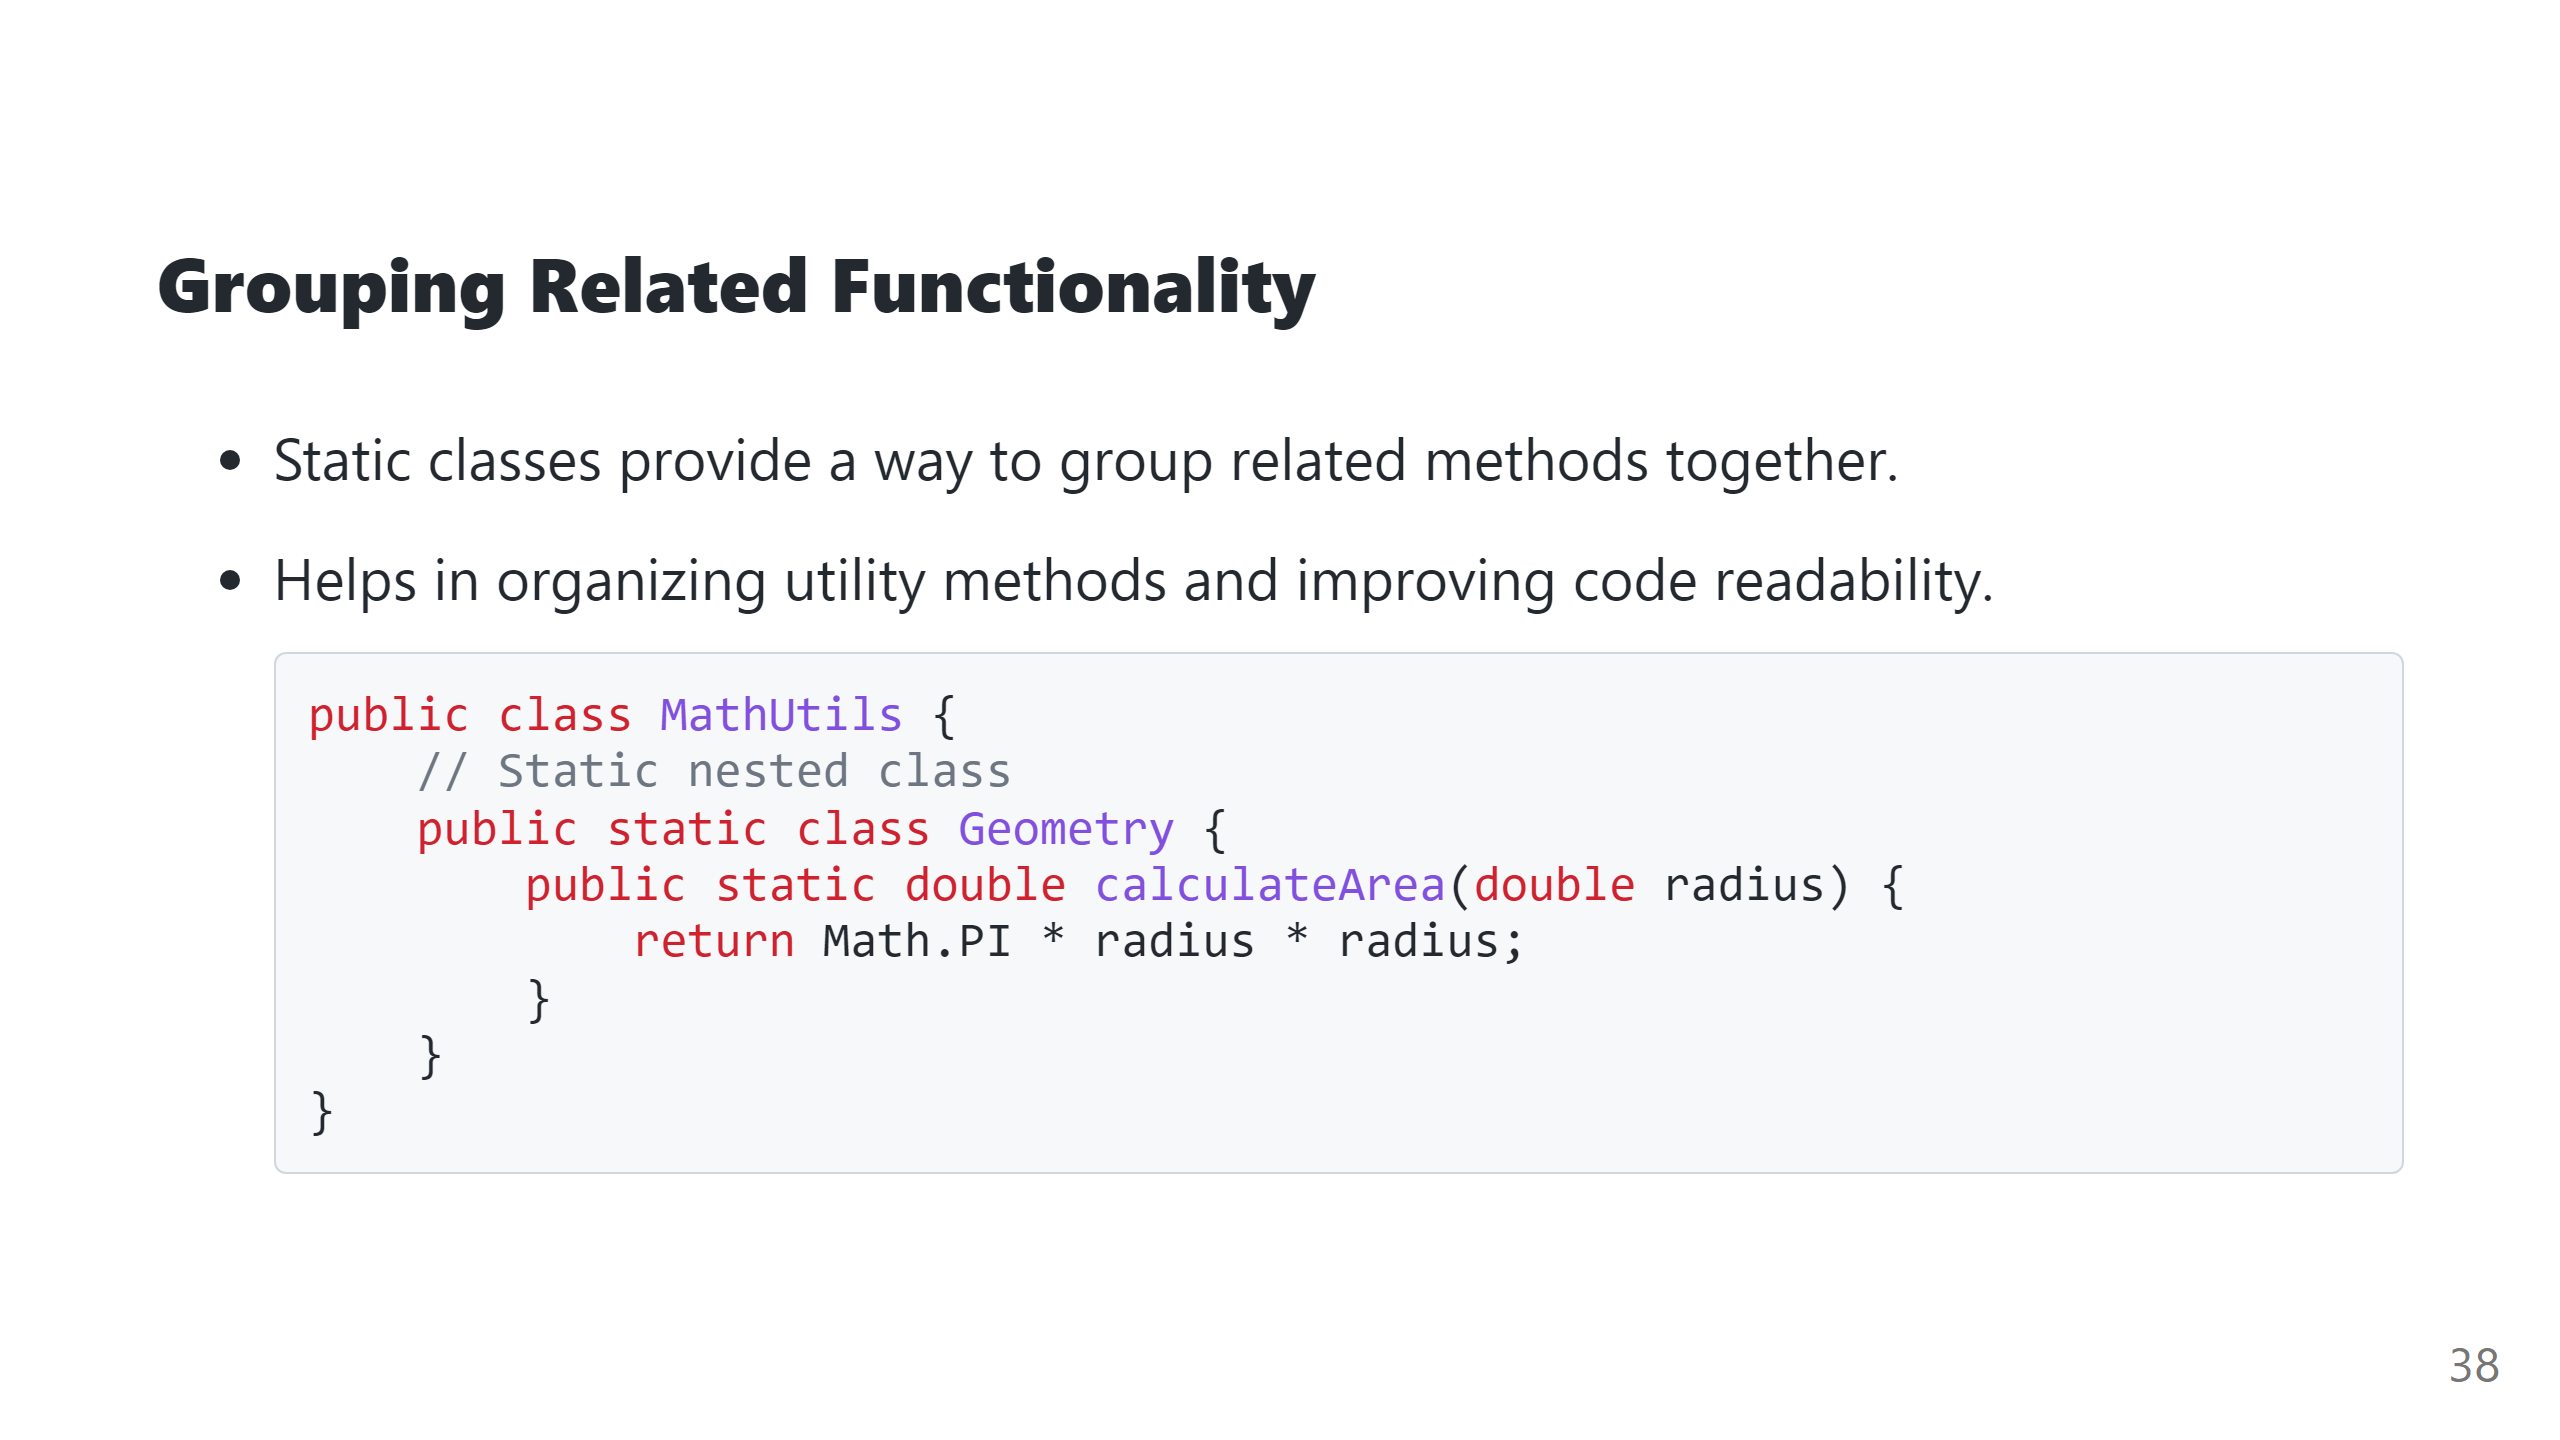 Grouping Related Functionality
• Static classes provide a way to group related methods together.
• Helps in organizing utility methods and improving code readability.
public class MathUtils {
    // Static nested class
    public static class Geometry {
        public static double calculateArea(double radius) {
            return Math.PI * radius * radius;
        }
    }
}
38